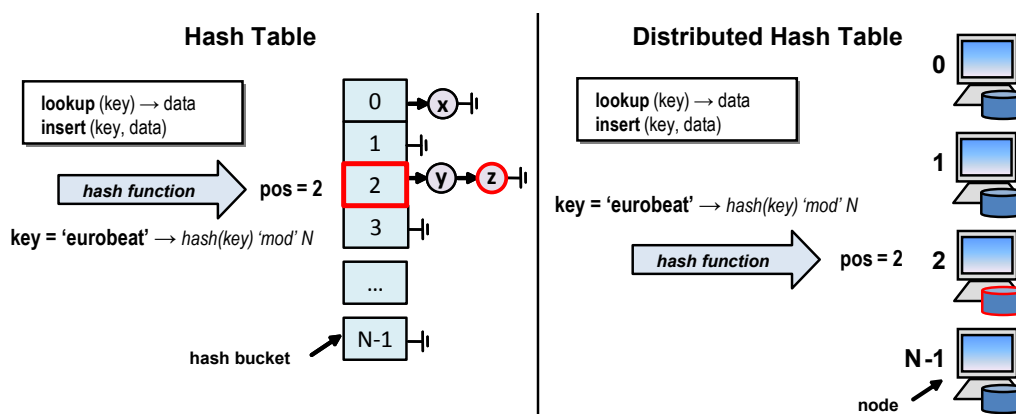 Hash Table
lookup (key) → data
insert (key, data)
hash function
pos = 2
key = ‘eurobeat’ → hash(key) ‘mod’ N
0
x
1
2
y
z
3
...
N-1
hash bucket
Distributed Hash Table
lookup (key) → data
insert (key, data)
key = ‘eurobeat’ → hash(key) ‘mod’ N
hash function
pos = 2
0
1
2
N-1
node